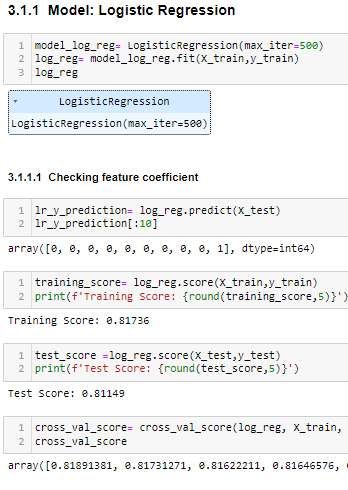 3.1.1 Model: Logistic Regression
1 model_log_reg= LogisticRegression(max_iter=500)
2 log_reg= model_log_reg.fit(X_train,y_train)
3 log_reg
LogisticRegression
LogisticRegression(max_iter=500)
3.1.1.1 Checking feature coefficient
1 lr_y_prediction= log_reg.predict(X_test)
2 lr_y_prediction[:10]
array([0, 0, 0, 0, 0, 0, 0, 0, 0, 1], dtype=int64)
1 training_score= log_reg.score(X_train,y_train)
2 print(f'Training Score: {round(training_score,5)}')
Training Score: 0.81736
1 test_score =log_reg.score(X_test,y_test)
2 print(f'Test Score: {round(test_score,5)}')
Test Score: 0.81149
1 cross_val_score= cross_val_score(log_reg, X_train,
2 cross_val_score
array([0.81891381, 0.81731271, 0.81622211, 0.81646576,